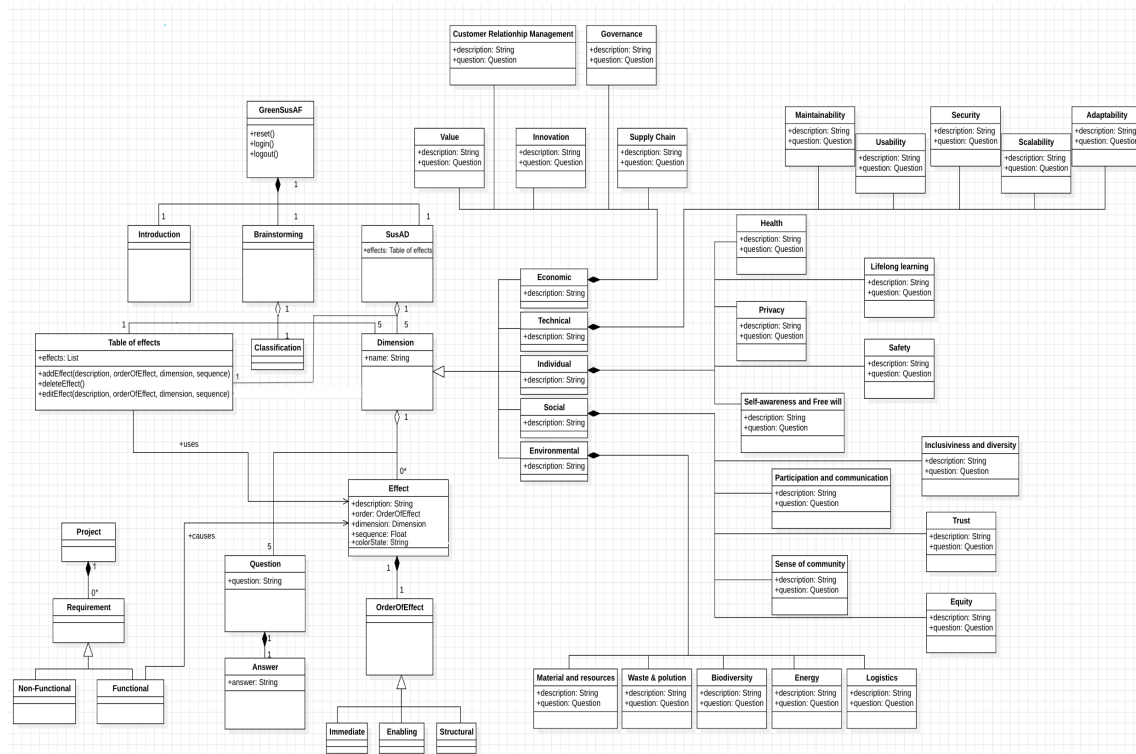 Customer Relationhip Management
+description: String
+question: Question
Governance
+description: String
+question: Question
GreenSusAF
+reset()
+login()
+logout()
Value
+description: String
+question: Question
Innovation
+description: String
+question: Question
Supply Chain
+description: String
+question: Question
Maintainability
+description: String
+question: Question
Usability
+description: String
+question: Question
Security
+description: String
+question: Question
Scalability
+description: String
+question: Question
Adaptability
+description: String
+question: Question
1
1
1
1
Introduction
Brainstorming
SusAD
+effects: Table of effects
Health
+description: String
+question: Question
Lifelong learning
+description: String
+question: Question
Privacy
+description: String
+question: Question
Safety
+description: String
+question: Question
Self-awareness and Free will
+description: String
+question: Question
Economic
+description: String
Technical
+description: String
Individual
+description: String
Social
+description: String
Environmental
+description: String
1
1
1
5
5
1
1
Table of effects
+effects: List
+addEffect(description, orderOfEffect, dimension, sequence)
+deleteEffect()
+editEffect(description, orderOfEffect, dimension, sequence)
Classification
Dimension
+name: String
1
+uses
0*
Inclusiviness and diversity
+description: String
+question: Question
Participation and communication
+description: String
+question: Question
Trust
+description: String
+question: Question
Sense of community
+description: String
+question: Question
Equity
+description: String
+question: Question
Effect
+description: String
+order: OrderOfEffect
+dimension: Dimension
+sequence: Float
+colorState: String
+causes
Project
1
0*
Requirement
Non-Functional
Functional
5
Question
+question: String
1
1
Answer
+answer: String
1
1
OrderOfEffect
Immediate
Enabling
Structural
Material and resources
+description: String
+question: Question
Waste & polution
+description: String
+question: Question
Biodiversity
+description: String
+question: Question
Energy
+description: String
+question: Question
Logistics
+description: String
+question: Question